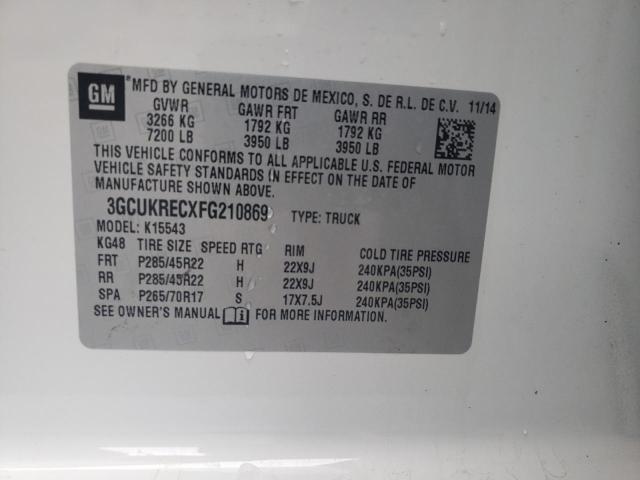 GM
®MFD BY GENERAL MOTORS DE MEXICO, S. DE R.L. DE C.V. 11/14
GVWR GAWR FRT GAWR RR
3266 KG 1792 KG 1792 KG
7200 LB 3950 LB 3950 LB
THIS VEHICLE CONFORMS TO ALL APPLICABLE U.S. FEDERAL MOTOR
VEHICLE SAFETY STANDARDS IN EFFECT ON THE DATE OF
MANUFACTURE SHOWN ABOVE.
3GCUKRECXFG210869 TYPE: TRUCK
MODEL: K15543
KG48 TIRE SIZE SPEED RTG RIM COLD TIRE PRESSURE
FRT P285/45R22 H 22X9J 240KPA(35PSI)
RR P285/45R22 H 22X9J 240KPA(35PSI)
SPA P265/70R17 S 17X7.5J 240KPA(35PSI)
SEE OWNER'S MANUAL FOR MORE INFORMATION.